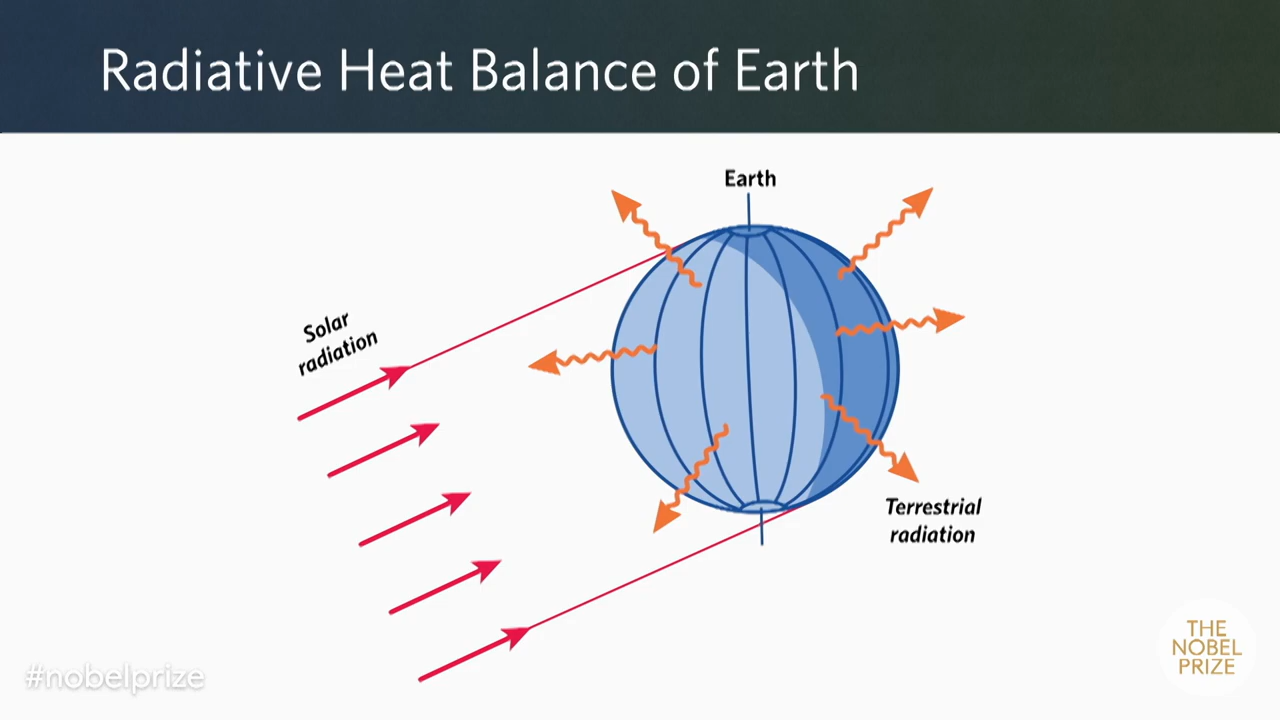 Radiative Heat Balance of Earth
Earth
Solar
radiation
Terrestrial
radiation
#nobelprize
THE
NOBEL
PRIZE